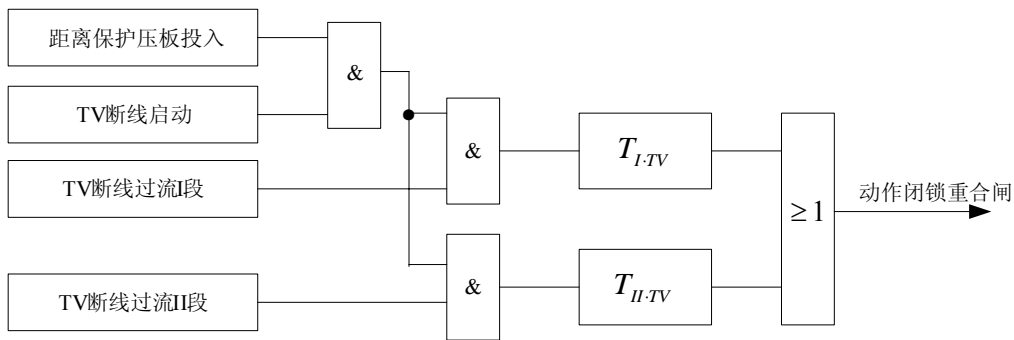 距离保护压板投入
&
TV断线启动
&
T_{I·TV}
TV断线过流I段
≥1
动作闭锁重合闸
&
T_{II·TV}
TV断线过流II段